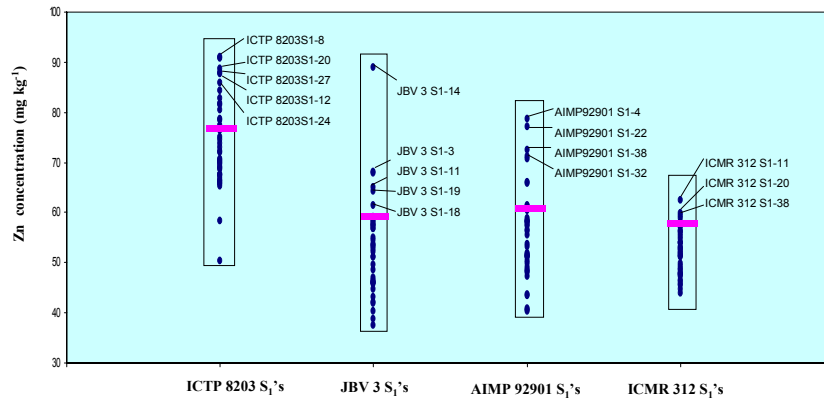 Zn concentration (mg kg⁻¹)
100
90
80
70
60
50
40
30
ICTP 8203S1-8
ICTP 8203S1-20
ICTP 8203S1-27
ICTP 8203S1-12
ICTP 8203S1-24
JBV 3 S1-14
JBV 3 S1-3
JBV 3 S1-11
JBV 3 S1-19
JBV 3 S1-18
AIMP92901 S1-4
AIMP92901 S1-22
AIMP92901 S1-38
AIMP92901 S1-32
ICMR 312 S1-11
ICMR 312 S1-20
ICMR 312 S1-38
ICTP 8203 S₁'s
JBV 3 S₁'s
AIMP 92901 S₁'s
ICMR 312 S₁'s